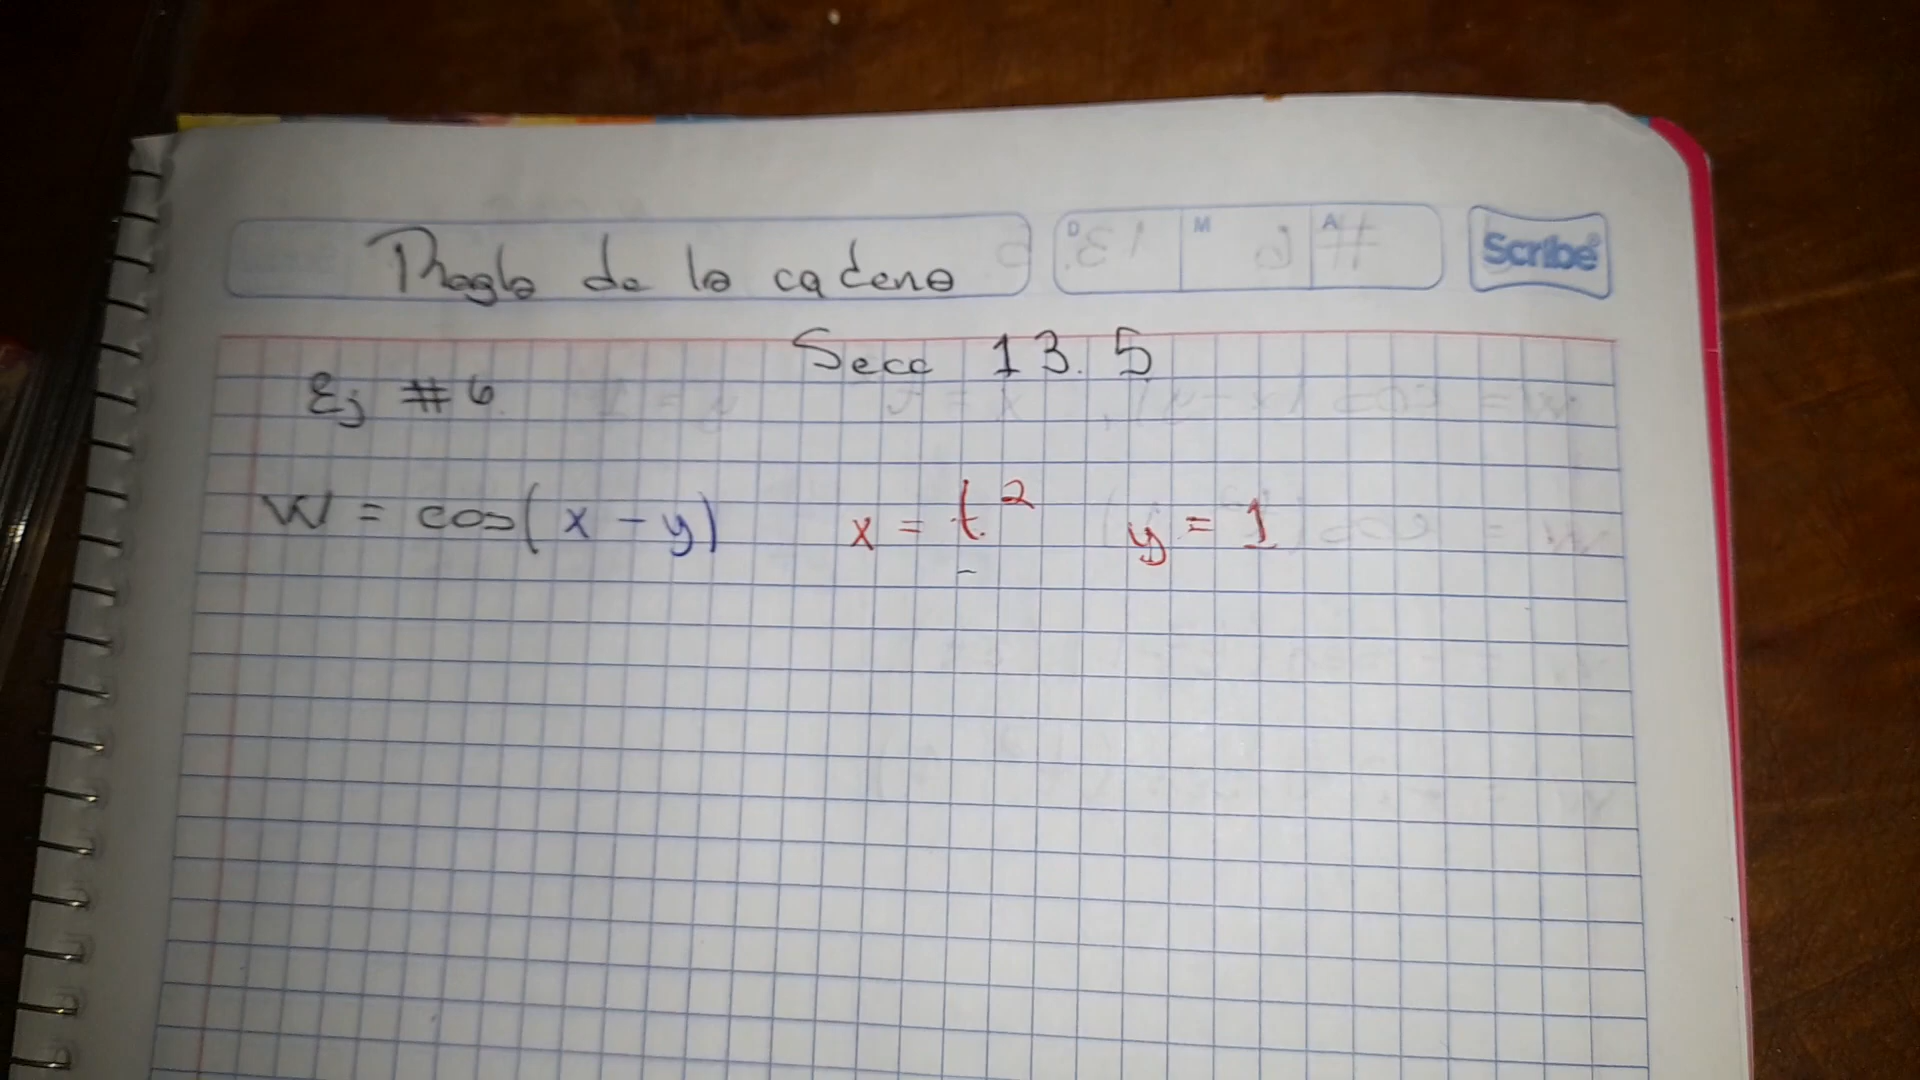 Regla de la cadena
D M A Scribe
Secc 13.5
Ej #6
W = cos(x - y) x = t² y = 1